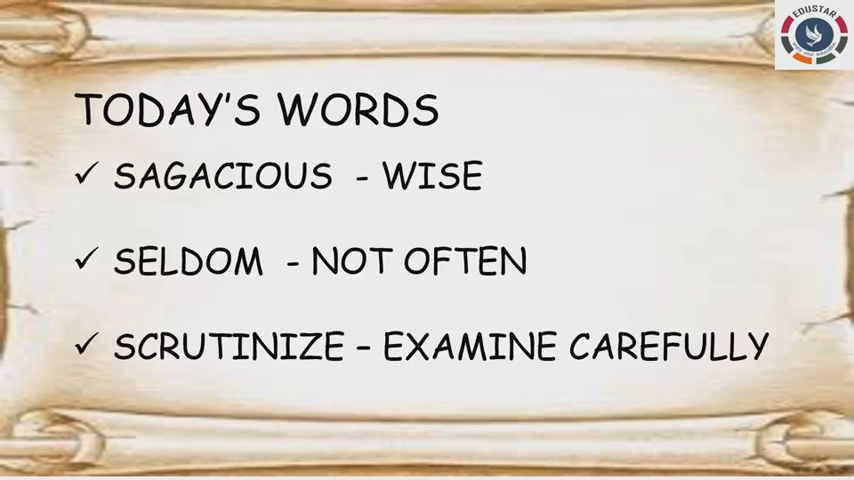 EDUSTAR
TODAY'S WORDS
✓ SAGACIOUS - WISE
✓ SELDOM - NOT OFTEN
✓ SCRUTINIZE – EXAMINE CAREFULLY